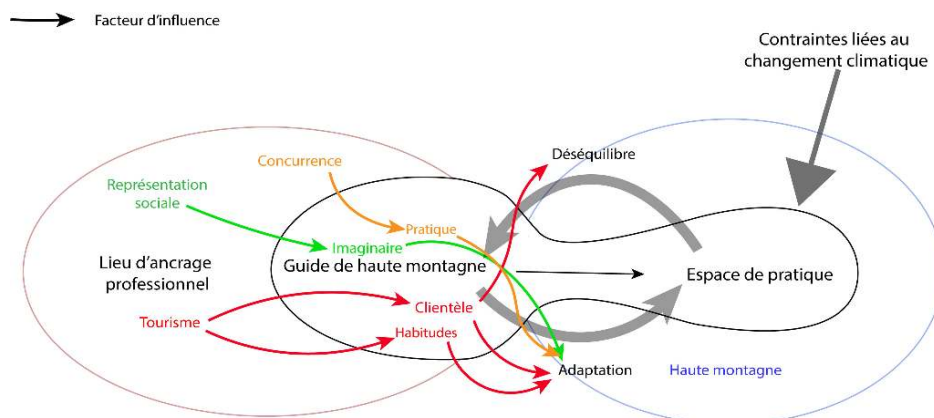 Facteur d'influence
Contraintes liées au
changement climatique
Concurrence
Déséquilibre
Représentation
sociale
Pratique
Imaginaire
Lieu d'ancrage
professionnel
Guide de haute montagne
Espace de pratique
Tourisme
Clientèle
Habitudes
Adaptation
Haute montagne